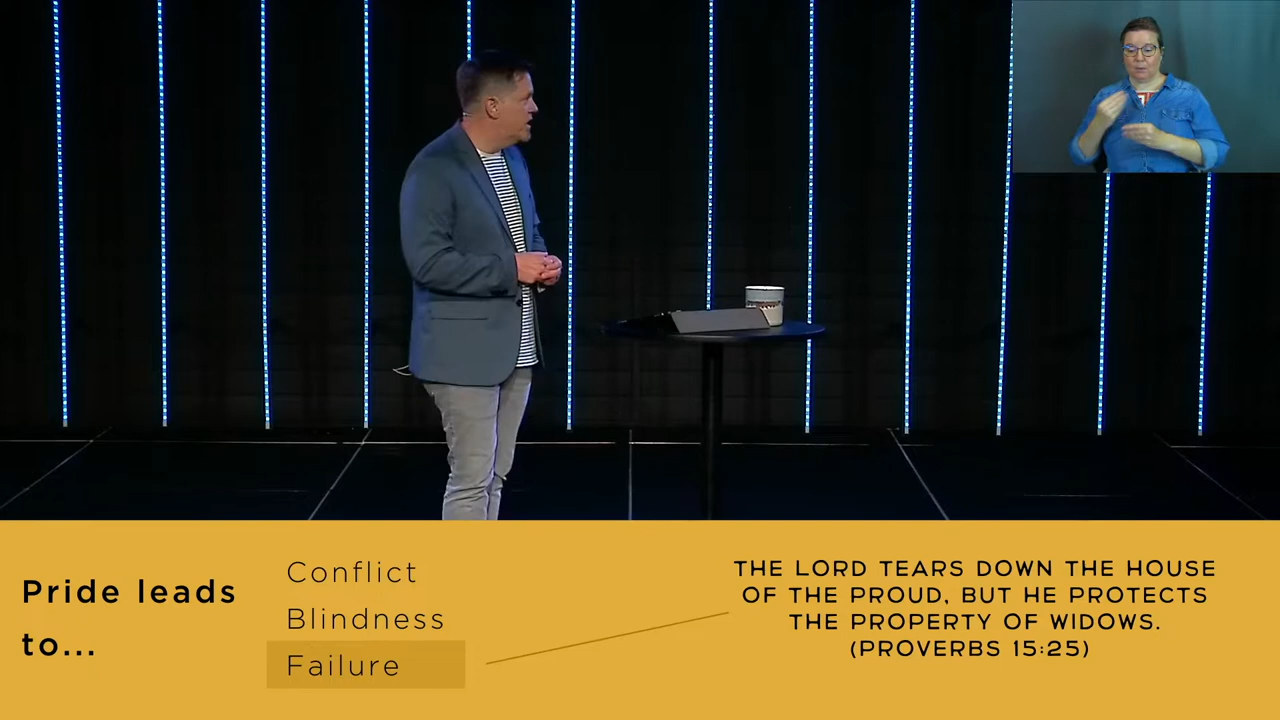 Pride leads
to...
Conflict
Blindness
Failure
THE LORD TEARS DOWN THE HOUSE
OF THE PROUD, BUT HE PROTECTS
THE PROPERTY OF WIDOWS.
(PROVERBS 15:25)